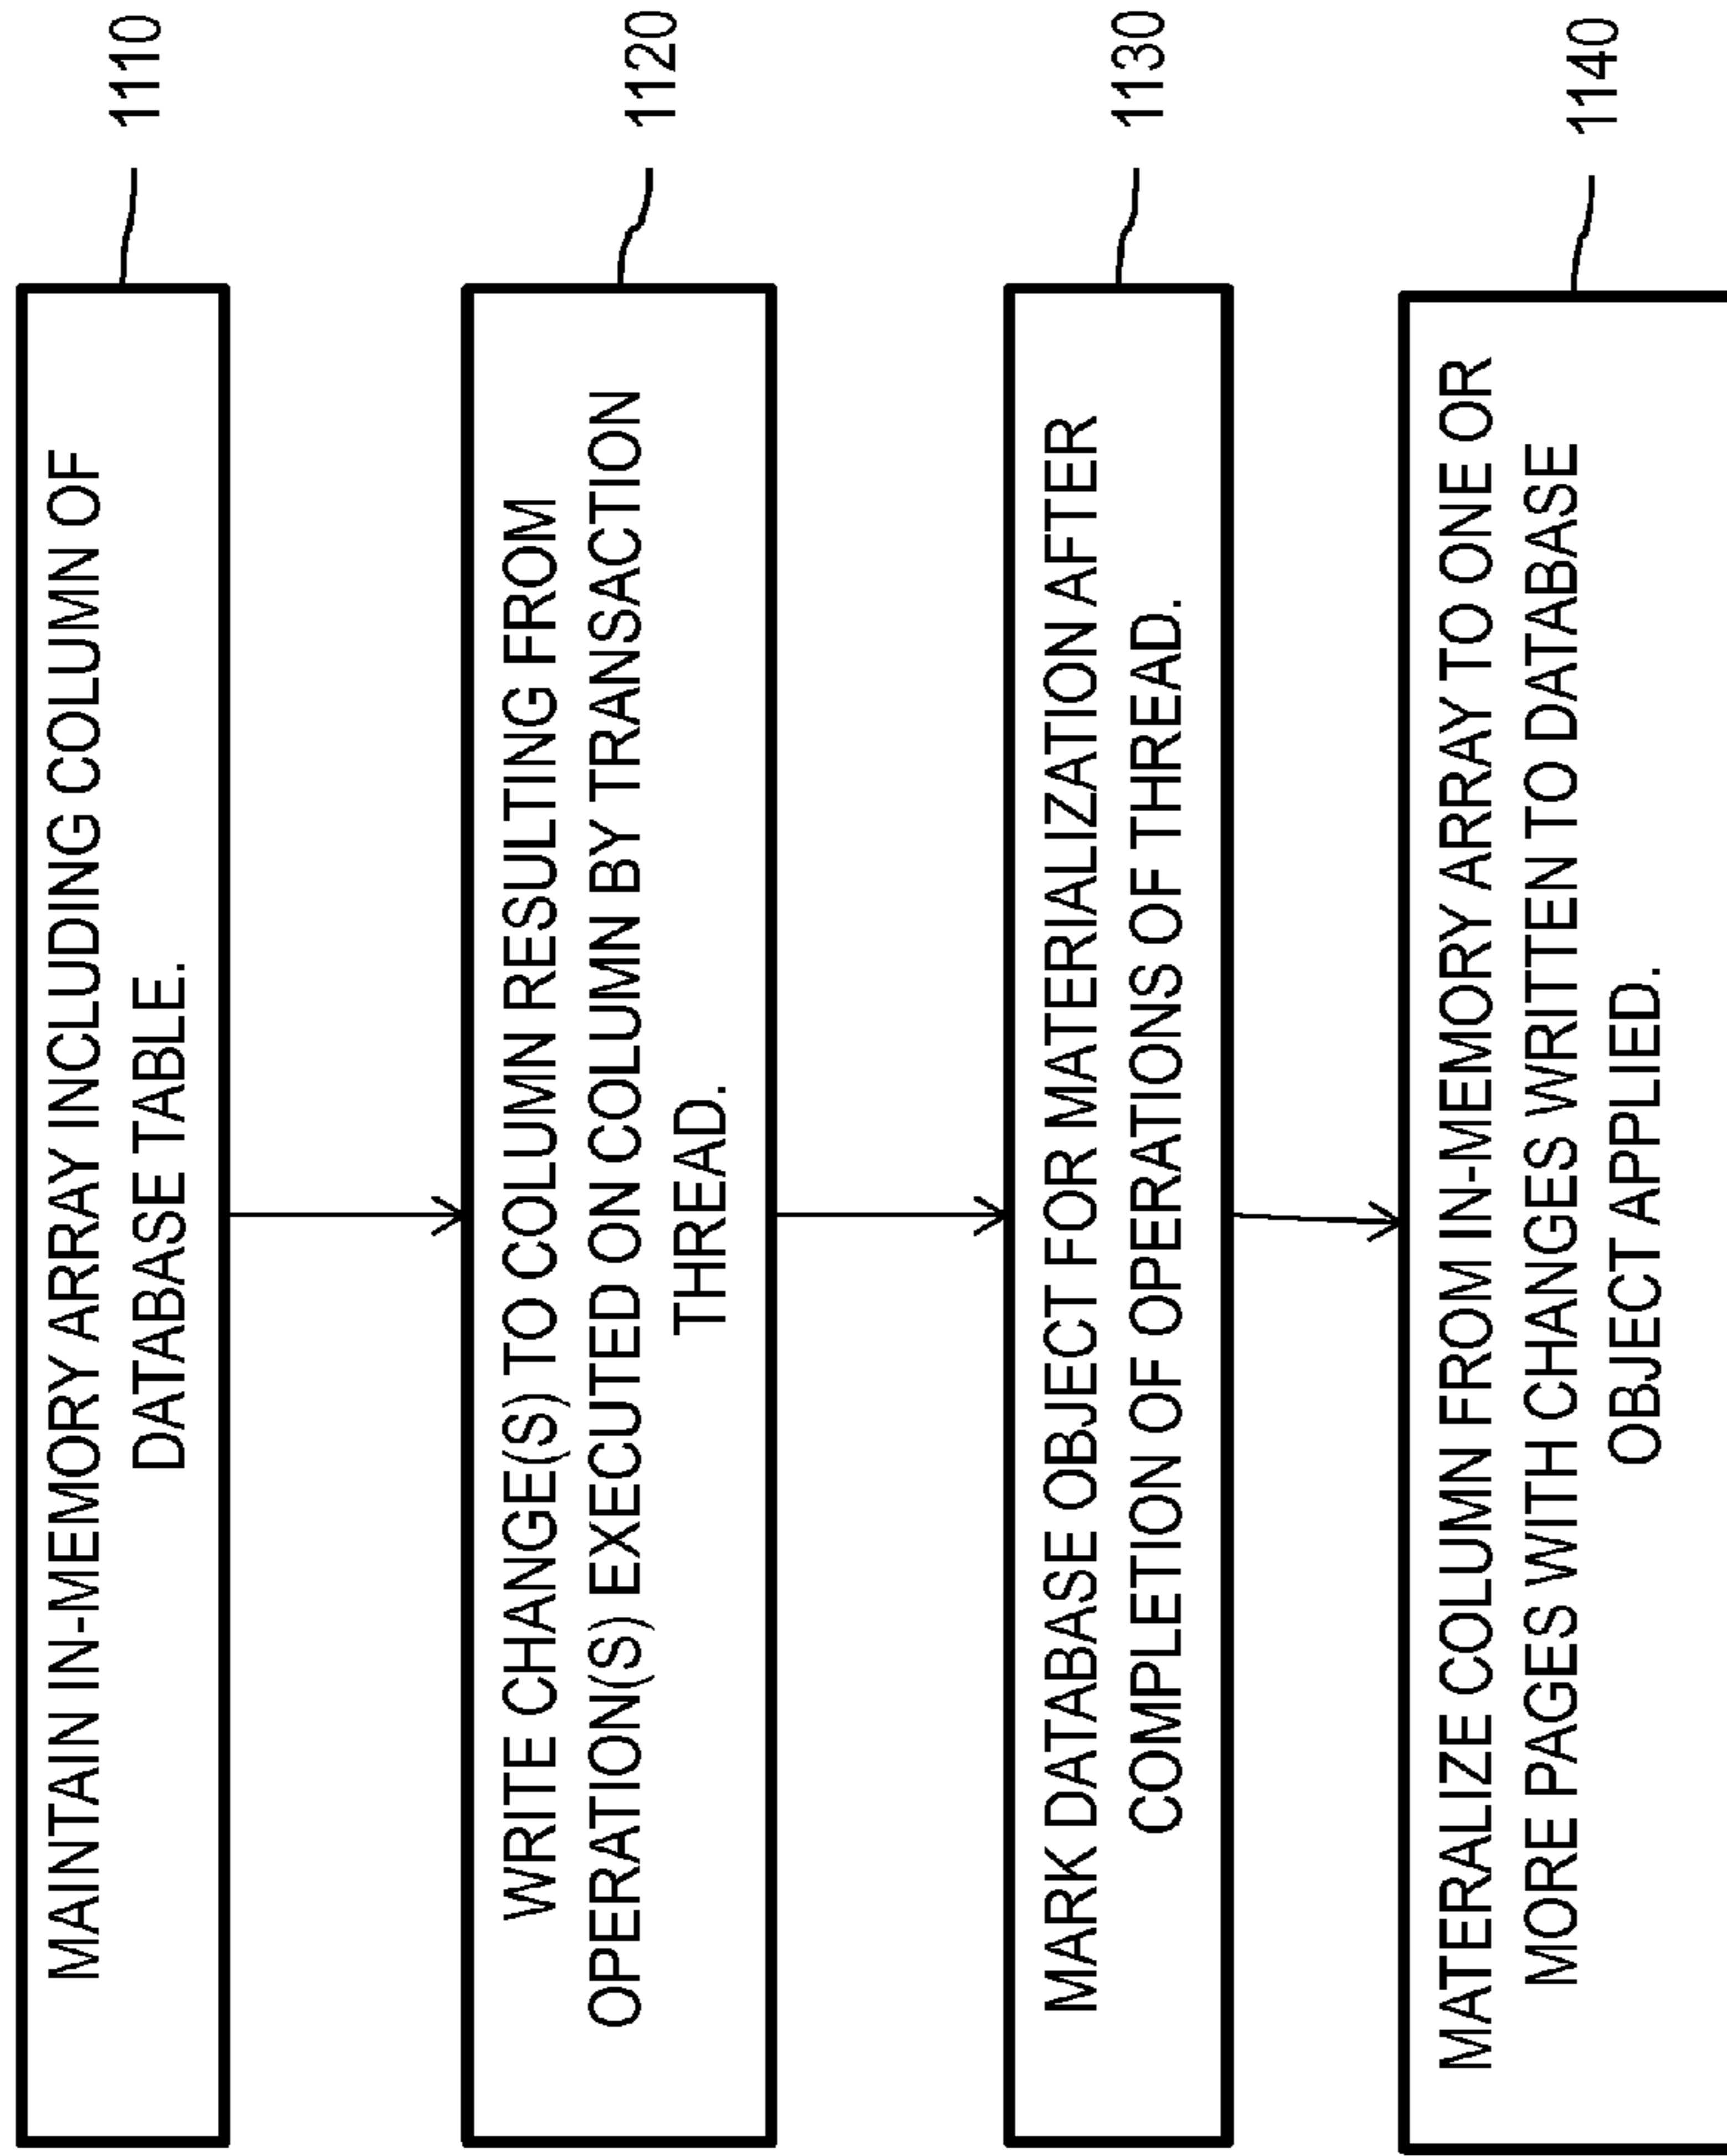 MAINTAIN IN-MEMORY ARRAY INCLUDING COLUMN OF
DATABASE TABLE.
1110
WRITE CHANGE(S) TO COLUMN RESULTING FROM
OPERATION(S) EXECUTED ON COLUMN BY TRANSACTION
THREAD.
1120
MARK DATABASE OBJECT FOR MATERIALIZATION AFTER
COMPLETION OF OPERATIONS OF THREAD.
1130
MATERIALIZE COLUMN FROM IN-MEMORY ARRAY TO ONE OR
MORE PAGES WITH CHANGES WRITTEN TO DATABASE
OBJECT APPLIED.
1140